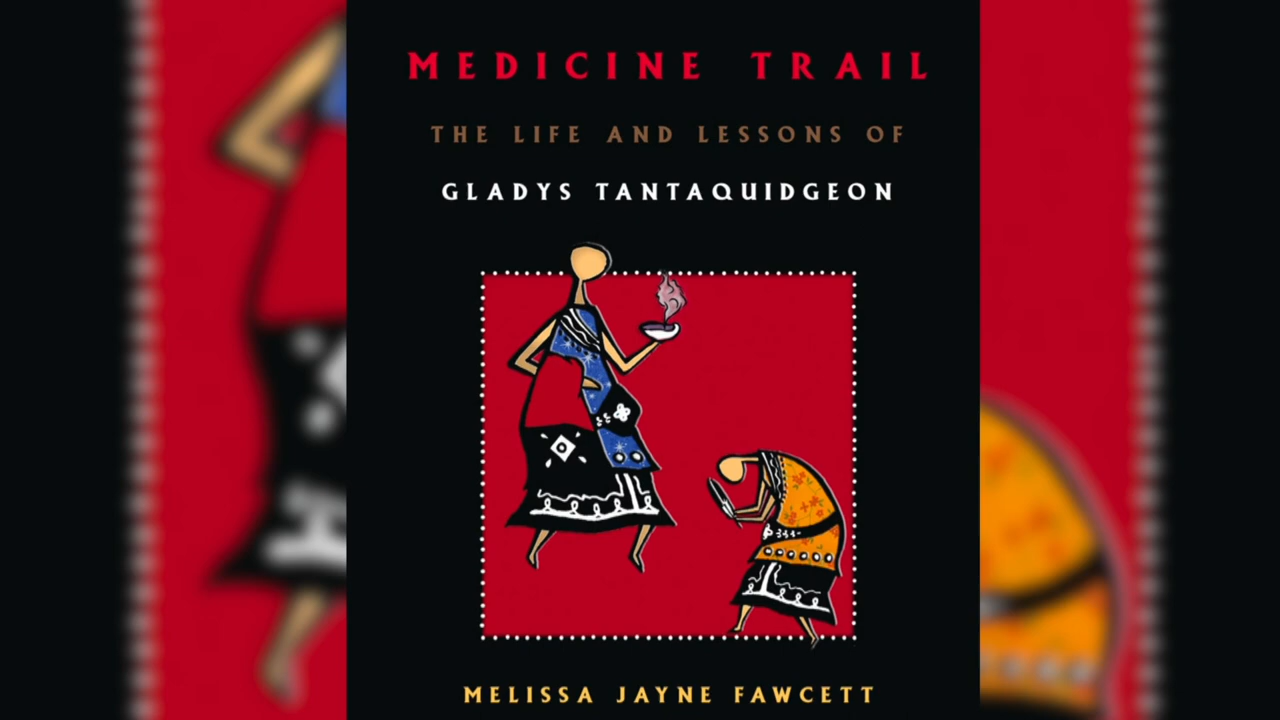 MEDICINE TRAIL
THE LIFE AND LESSONS OF
GLADYS TANTAQUIDGEON
MELISSA JAYNE FAWCETT